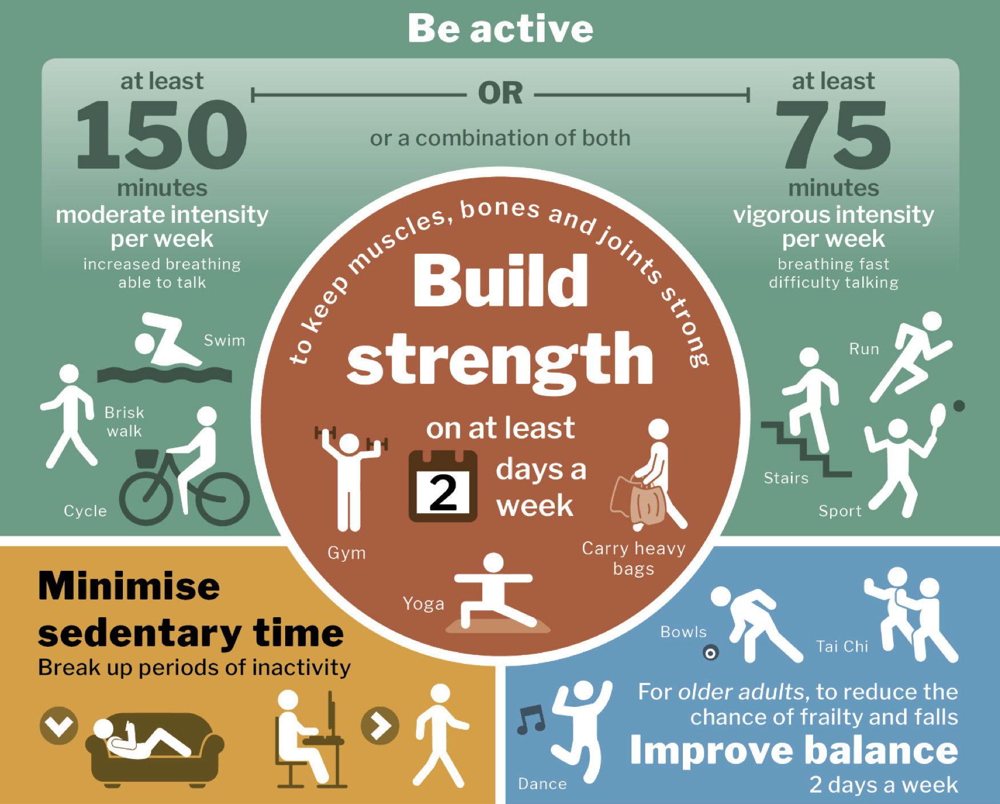 Be active
at least
150
minutes
moderate intensity
per week
increased breathing
able to talk
OR
or a combination of both
at least
75
minutes
vigorous intensity
per week
breathing fast
difficulty talking
Swim
Brisk
walk
Cycle
to keep muscles, bones and joints strong
Build
strength
on at least
2
days a
week
Gym
Carry heavy
bags
Yoga
Run
Stairs
Sport
Minimise
sedentary time
Break up periods of inactivity
Bowls
Tai Chi
Dance
For older adults, to reduce the
chance of frailty and falls
Improve balance
2 days a week